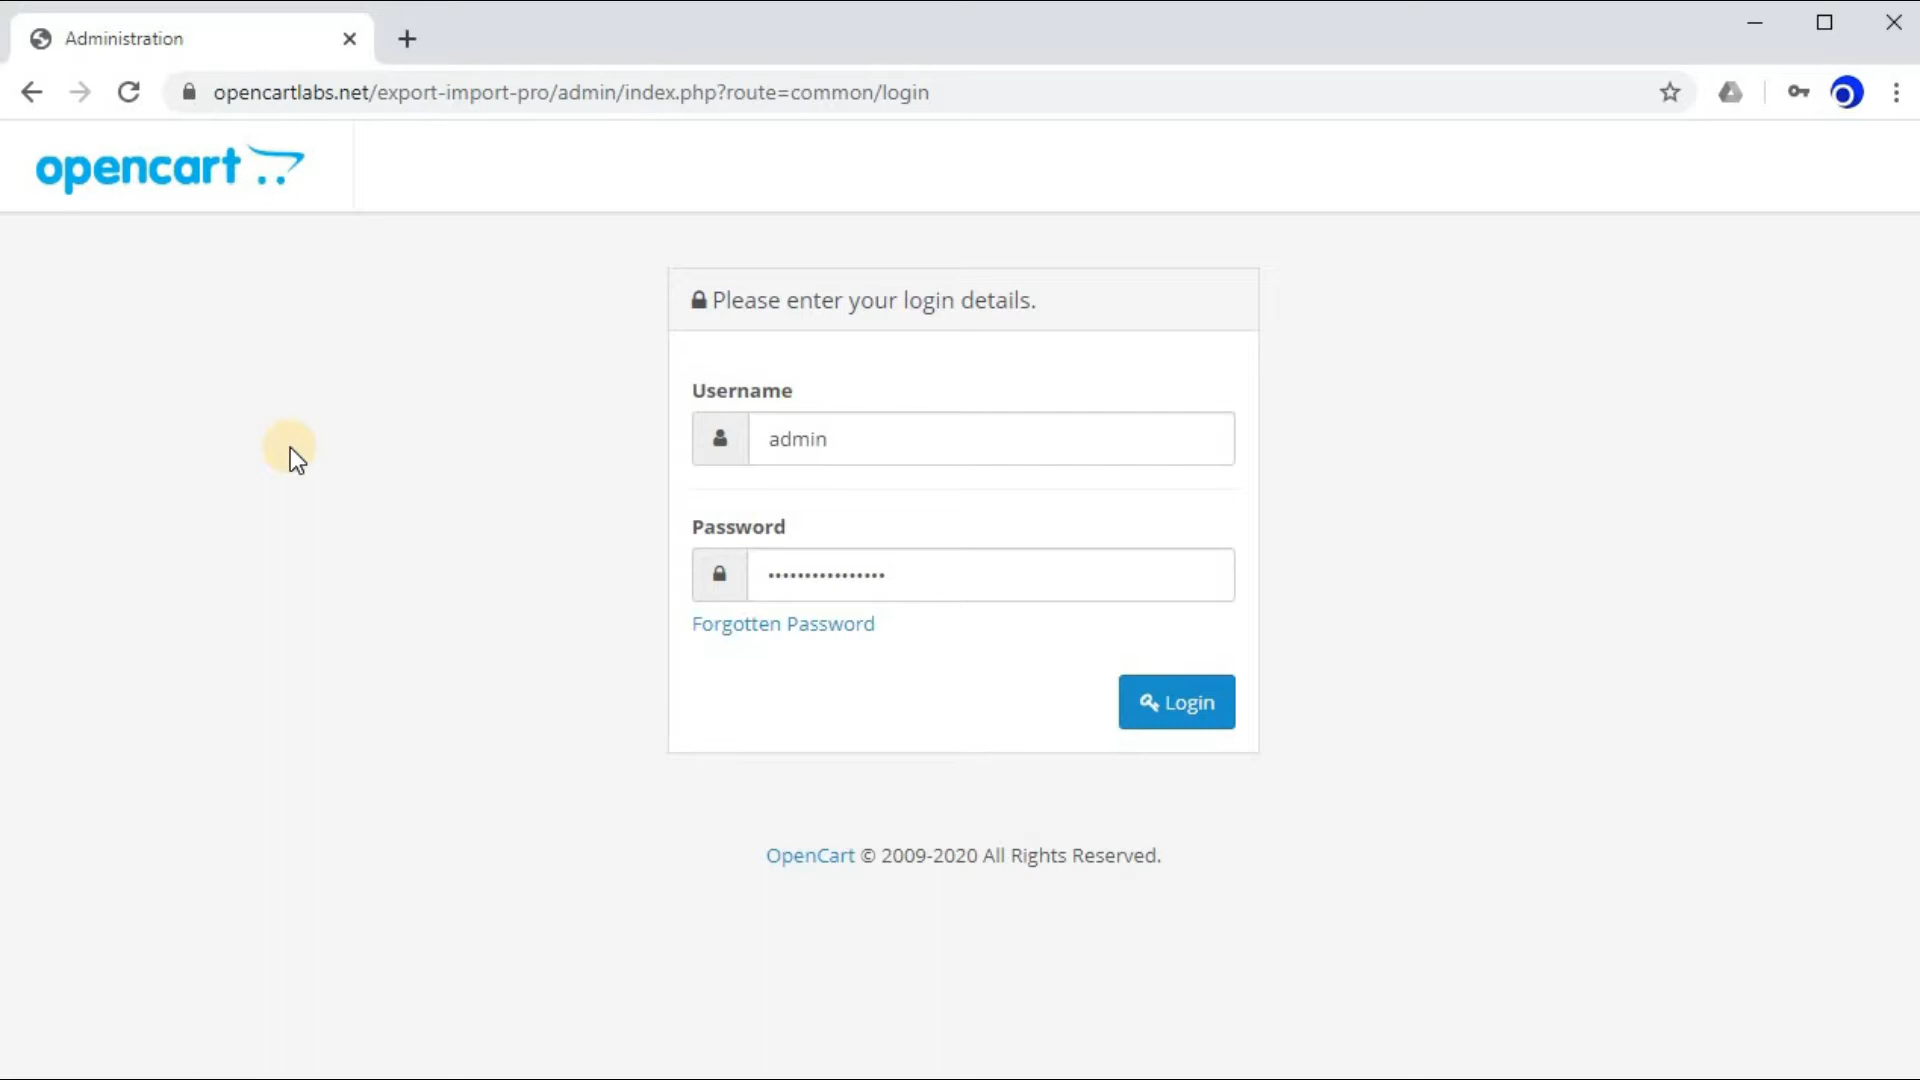 Administration
opencartlabs.net/export-import-pro/admin/index.php?route=common/login
opencart
Please enter your login details.
Username
admin
Password
••••••••••••••••
Forgotten Password
Login
OpenCart © 2009-2020 All Rights Reserved.